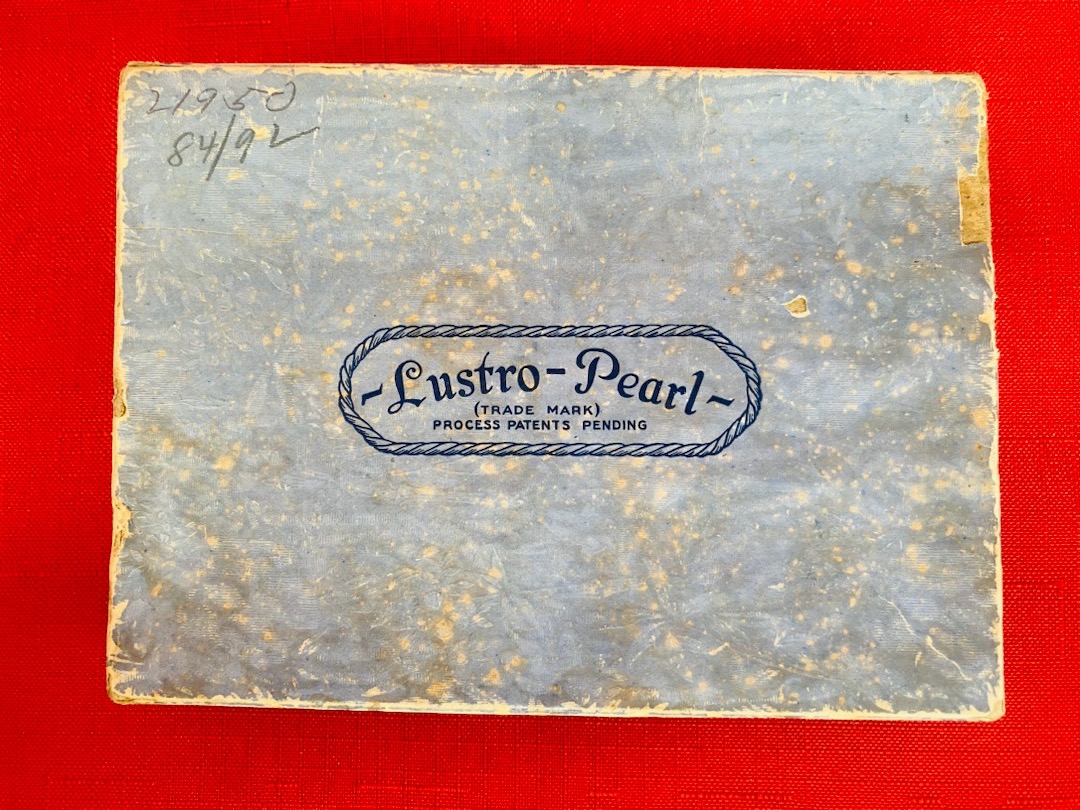 21950
84/92
-Lustro-Pearl-
(TRADE MARK)
PROCESS PATENTS PENDING